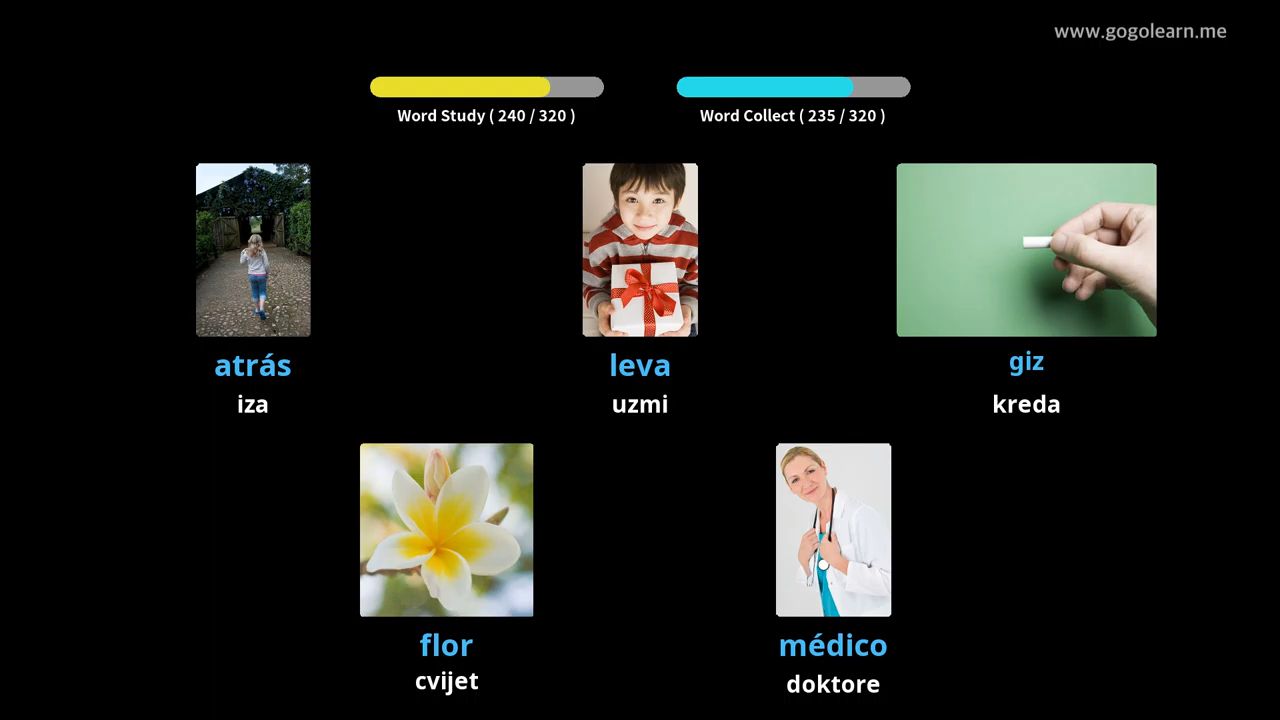 www.gogolearn.me
Word Study ( 240 / 320 )
Word Collect ( 235 / 320 )
atrás
iza
leva
uzmi
giz
kreda
flor
cvijet
médico
doktore